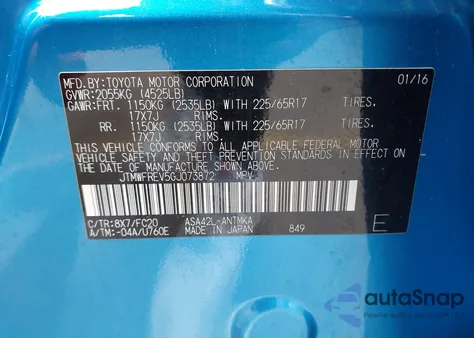 MFD.BY:TOYOTA MOTOR CORPORATION 01/16
GVWR:2055KG (4525LB)
GAWR:FRT. 1150KG (2535LB) WITH 225/65R17 TIRES.
17X7J RIMS.
RR. 1150KG (2535LB) WITH 225/65R17 TIRES.
17X7J RIMS.
THIS VEHICLE CONFORMS TO ALL APPLICABLE FEDERAL MOTOR
VEHICLE SAFETY AND THEFT PREVENTION STANDARDS IN EFFECT ON
THE DATE OF MANUFACTURE SHOWN ABOVE.
JTMWFREV5GJ073872 MPV
C/TR:8X7/FC20 ASA42L-ANTMKA
A/TM:-04A/U760E MADE IN JAPAN 849 E
autoSnap